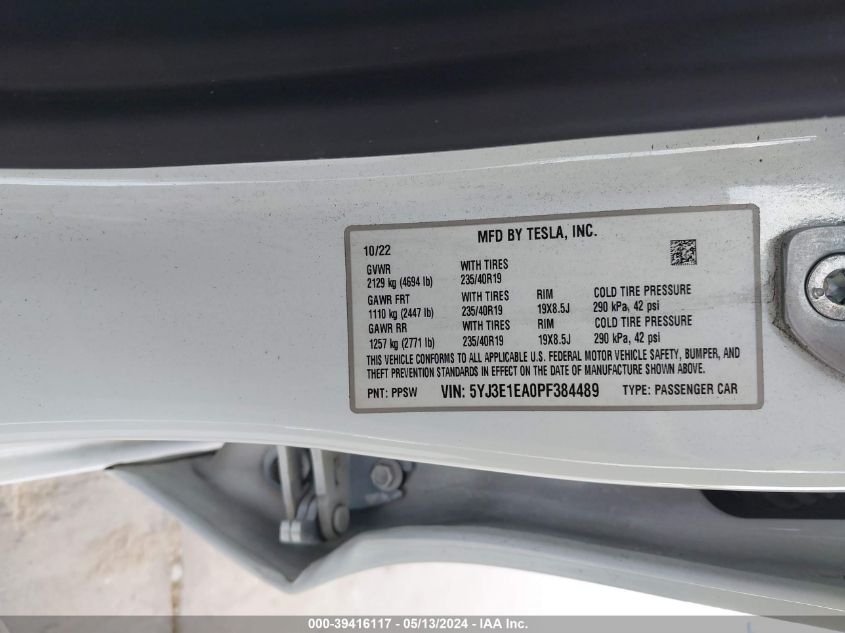 MFD BY TESLA, INC.
10/22
GVWR WITH TIRES
2129 kg (4694 lb) 235/40R19
GAWR FRT WITH TIRES RIM COLD TIRE PRESSURE
1110 kg (2447 lb) 235/40R19 19X8.5J 290 kPa, 42 psi
GAWR RR WITH TIRES RIM COLD TIRE PRESSURE
1257 kg (2771 lb) 235/40R19 19X8.5J 290 kPa, 42 psi
THIS VEHICLE CONFORMS TO ALL APPLICABLE U.S. FEDERAL MOTOR VEHICLE SAFETY, BUMPER, AND
THEFT PREVENTION STANDARDS IN EFFECT ON THE DATE OF MANUFACTURE SHOWN ABOVE.
PNT: PPSW VIN: 5YJ3E1EA0PF384489 TYPE: PASSENGER CAR
000-39416117 - 05/13/2024 - IAA Inc.